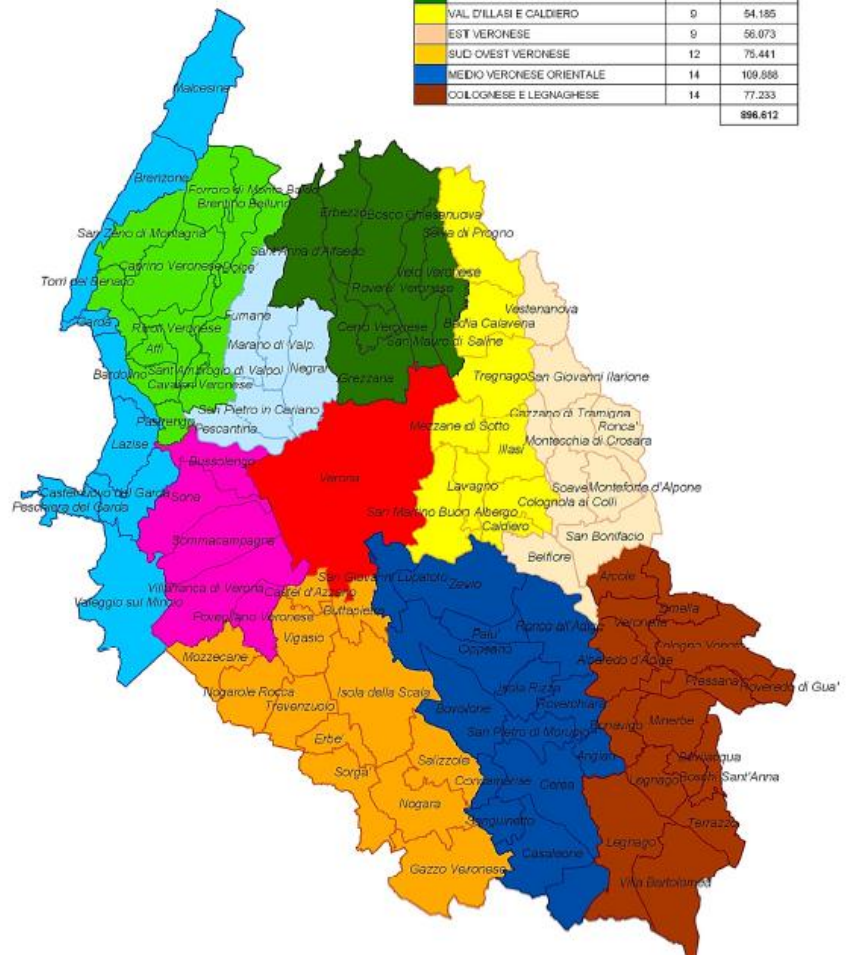 VAL D'ILLASI E CALDIERO 9 54.185
EST VERONESE 9 56.073
SUD OVEST VERONESE 12 75.441
MEDIO VERONESE ORIENTALE 14 109.888
COLOGNESE E LEGNAGHESE 14 77.233
896.612
Malcesine
Brenzone
Ferrara di Monte Baldo
Brentino Belluno
San Zeno di Montagna
Caprino Veronese
Dolce'
Torri del Benaco
Garda
Rivoli Veronese
Affi
Bardolino
Sant'Ambrogio di Valpol
Cavaion Veronese
Pastrengo
Lazise
Castelnuovo del Garda
Peschiera del Garda
Valeggio sul Mincio
Erbezzo
Bosco Chiesanuova
Selva di Progno
Sant'Anna d'Alfaedo
Velo Veronese
Rovere' Veronese
Fumane
Marano di Valp.
Negrar
Cerro Veronese
San Mauro di Saline
Badia Calavena
Vestenanova
Grezzana
Tregnago
San Giovanni Ilarione
San Pietro in Cariano
Pescantina
Mezzane di Sotto
Cazzano di Tramigna
Ronca'
Montecchia di Crosara
Bussolengo
Verona
Illasi
Sona
Lavagno
Soave
Monteforte d'Alpone
Colognola ai Colli
San Martino Buon Albergo
Caldiero
San Bonifacio
Sommacampagna
Belfiore
Villafranca di Verona
San Giovanni Lupatoto
Castel d'Azzano
Zevio
Arcole
Buttapietra
Zimella
Povegliano Veronese
Vigasio
Palu'
Ronco all'Adige
Veronella
Cologna Veneta
Oppeano
Albaredo d'Adige
Mozzecane
Pressana
Roveredo di Gua'
Nogarole Rocca
Isola della Scala
Isola Rizza
Trevenzuolo
Roverchiara
Bovolone
Minerbe
Bonavigo
San Pietro di Morubio
Erbe'
Angiari
Bevilacqua
Salizzole
Sorga'
Concamarise
Cerea
Legnago
Boschi Sant'Anna
Nogara
Sanguinetto
Terrazzo
Legnago
Casaleone
Gazzo Veronese
Villa Bartolomea